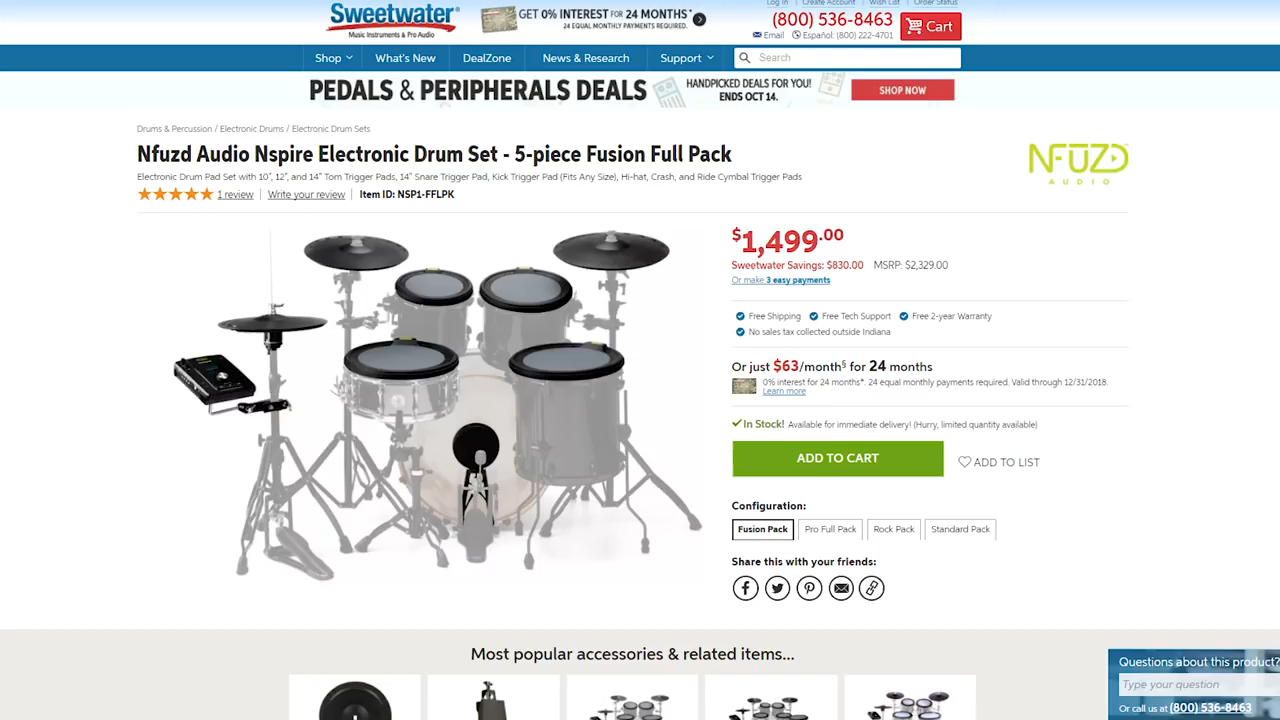 Log In | Create Account | Wish List | Order Status
Sweetwater®
Music Instruments & Pro Audio
GET 0% INTEREST FOR 24 MONTHS*
24 EQUAL MONTHLY PAYMENTS REQUIRED.
(800) 536-8463
Email Español: (800) 222-4701
Cart
Shop What's New DealZone News & Research Support Search
PEDALS & PERIPHERALS DEALS
HANDPICKED DEALS FOR YOU!
ENDS OCT 14.
SHOP NOW
Drums & Percussion / Electronic Drums / Electronic Drum Sets
Nfuzd Audio Nspire Electronic Drum Set - 5-piece Fusion Full Pack
Electronic Drum Pad Set with 10", 12", and 14" Tom Trigger Pads, 14" Snare Trigger Pad, Kick Trigger Pad (Fits Any Size), Hi-hat, Crash, and Ride Cymbal Trigger Pads
1 review | Write your review | Item ID: NSP1-FFLPK
NFUZD
AUDIO
$1,499.00
Sweetwater Savings: $830.00 MSRP: $2,329.00
Or make 3 easy payments
Free Shipping Free Tech Support Free 2-year Warranty
No sales tax collected outside Indiana
Or just $63/month§ for 24 months
0% interest for 24 months*. 24 equal monthly payments required. Valid through 12/31/2018.
Learn more
In Stock! Available for immediate delivery! (Hurry, limited quantity available)
ADD TO CART
ADD TO LIST
Configuration:
Fusion Pack Pro Full Pack Rock Pack Standard Pack
Share this with your friends:
Most popular accessories & related items...
Questions about this product?
Type your question
Or call us at (800) 536-8463